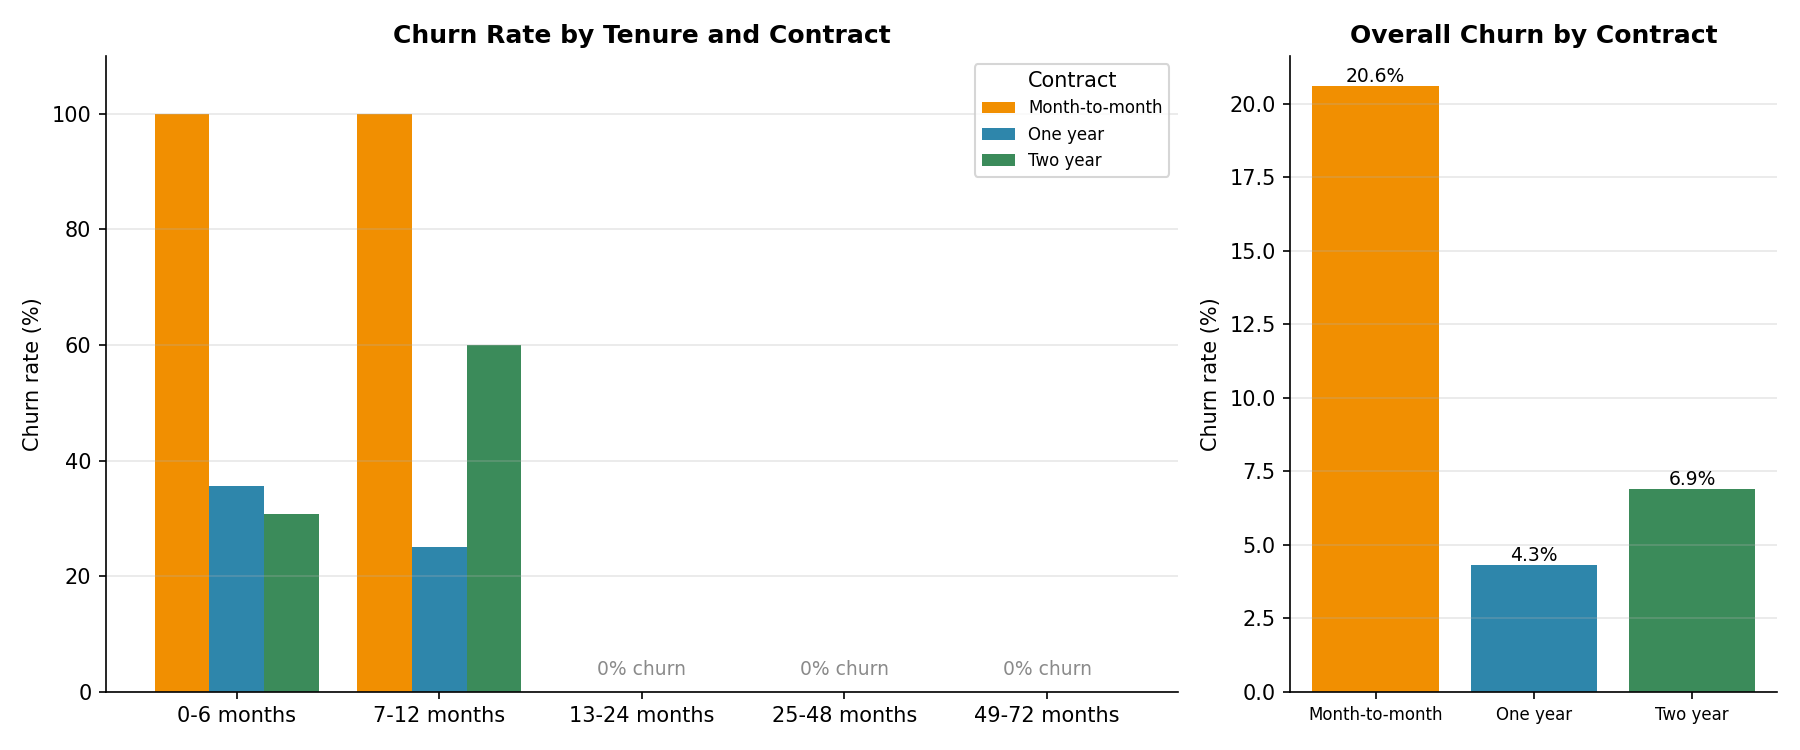 Churn Rate by Tenure and Contract
Churn rate (%)
100
80
60
40
20
0
Contract
Month-to-month
One year
Two year
0% churn
0% churn
0% churn
0-6 months
7-12 months
13-24 months
25-48 months
49-72 months
Overall Churn by Contract
Churn rate (%)
20.0
17.5
15.0
12.5
10.0
7.5
5.0
2.5
0.0
20.6%
4.3%
6.9%
Month-to-month
One year
Two year